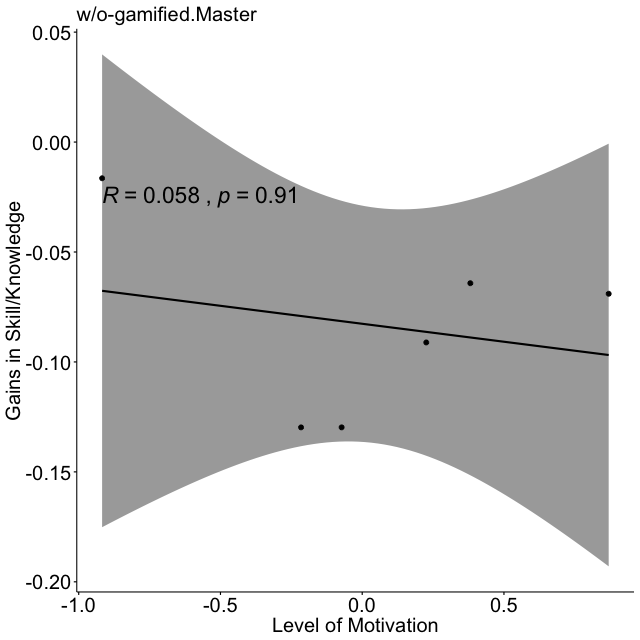 w/o-gamified.Master
0.05
0.00
-0.05
-0.10
-0.15
-0.20
Gains in Skill/Knowledge
R = 0.058 , p = 0.91
-1.0 -0.5 0.0 0.5
Level of Motivation